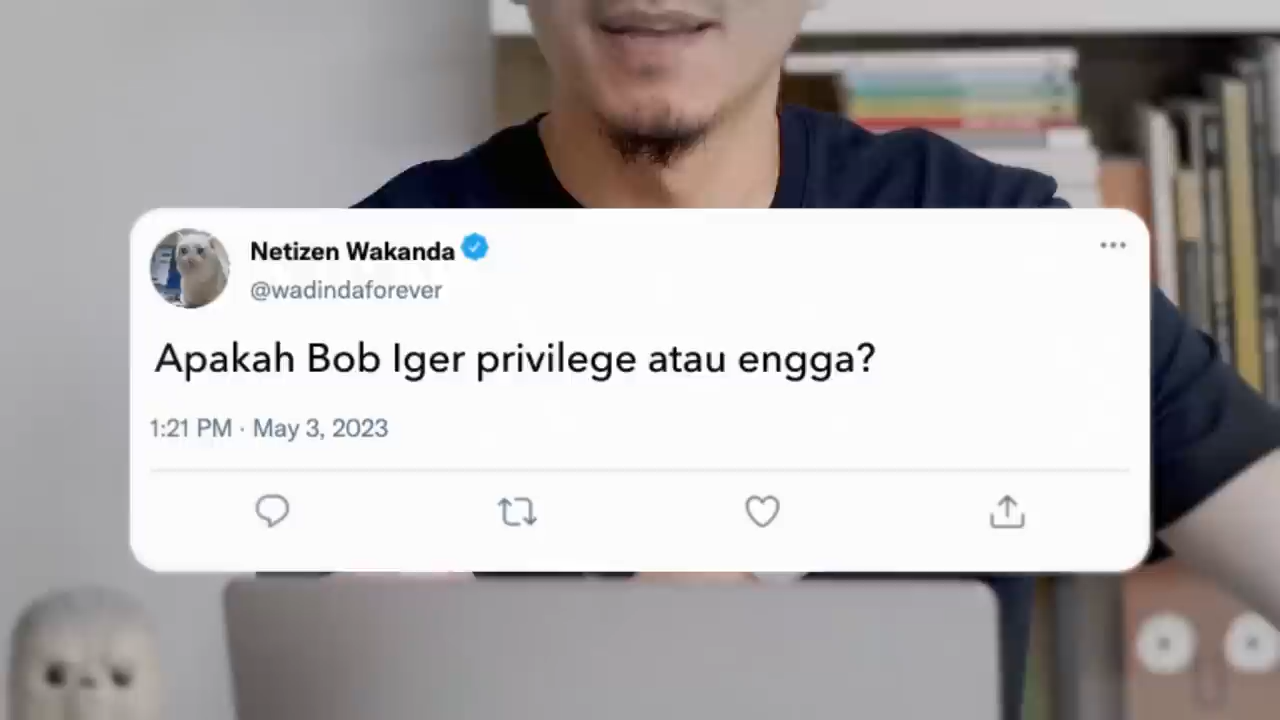 Netizen Wakanda
@wadindaforever
Apakah Bob Iger privilege atau engga?
1:21 PM · May 3, 2023